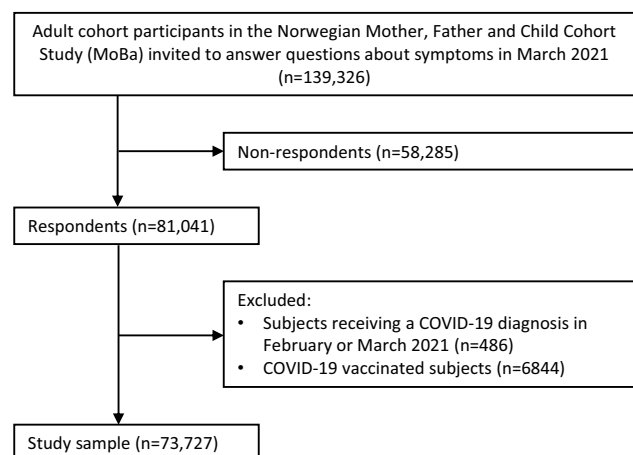 Adult cohort participants in the Norwegian Mother, Father and Child Cohort
Study (MoBa) invited to answer questions about symptoms in March 2021
(n=139,326)
Non-respondents (n=58,285)
Respondents (n=81,041)
Excluded:
• Subjects receiving a COVID-19 diagnosis in
February or March 2021 (n=486)
• COVID-19 vaccinated subjects (n=6844)
Study sample (n=73,727)